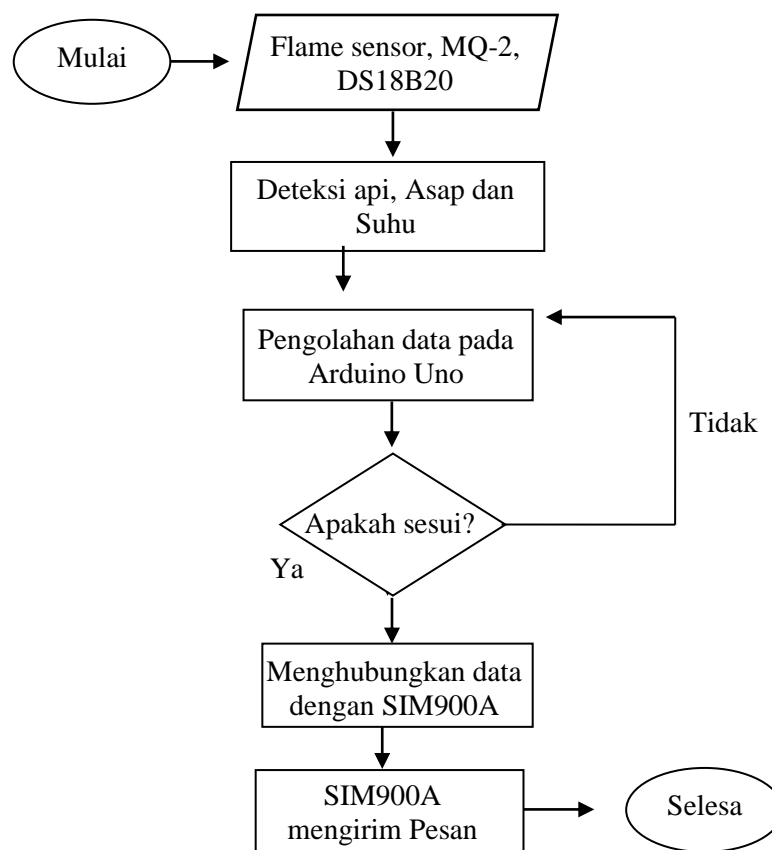 Mulai
Flame sensor, MQ-2,
DS18B20
Deteksi api, Asap dan
Suhu
Pengolahan data pada
Arduino Uno
Tidak
Apakah sesui?
Ya
Menghubungkan data
dengan SIM900A
SIM900A
mengirim Pesan
Selesa